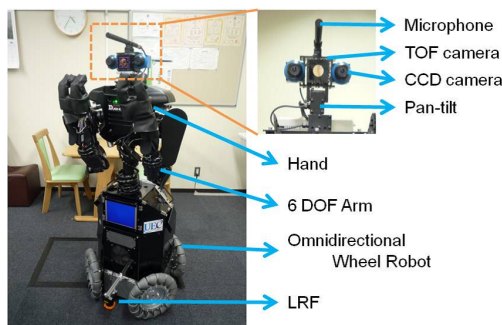 Microphone
TOF camera
CCD camera
Pan-tilt
Hand
6 DOF Arm
Omnidirectional
Wheel Robot
LRF
UEC